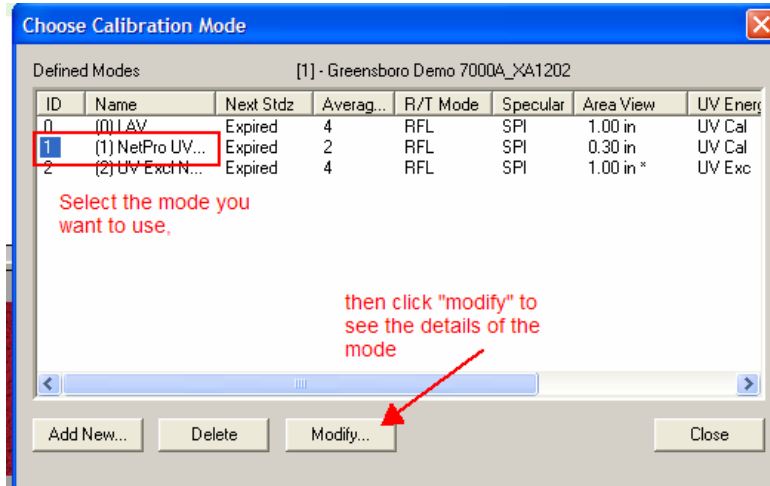 Choose Calibration Mode
Defined Modes [1] - Greensboro Demo 7000A_XA1202
ID Name Next Stdz Averag... R/T Mode Specular Area View UV Energ
0 (0) LAV Expired 4 RFL SPI 1.00 in UV Cal
1 (1) NetPro UV... Expired 2 RFL SPI 0.30 in UV Cal
2 (2) UV Excl N... Expired 4 RFL SPI 1.00 in * UV Exc
Select the mode you
want to use,
then click "modify" to
see the details of the
mode
Add New... Delete Modify... Close